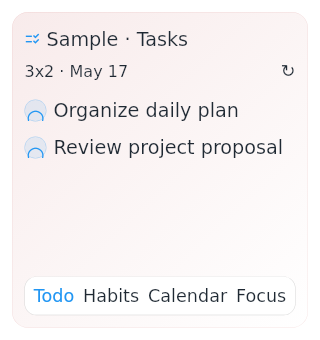 Sample · Tasks
3x2 · May 17 ↻
Organize daily plan
Review project proposal
Todo Habits Calendar Focus